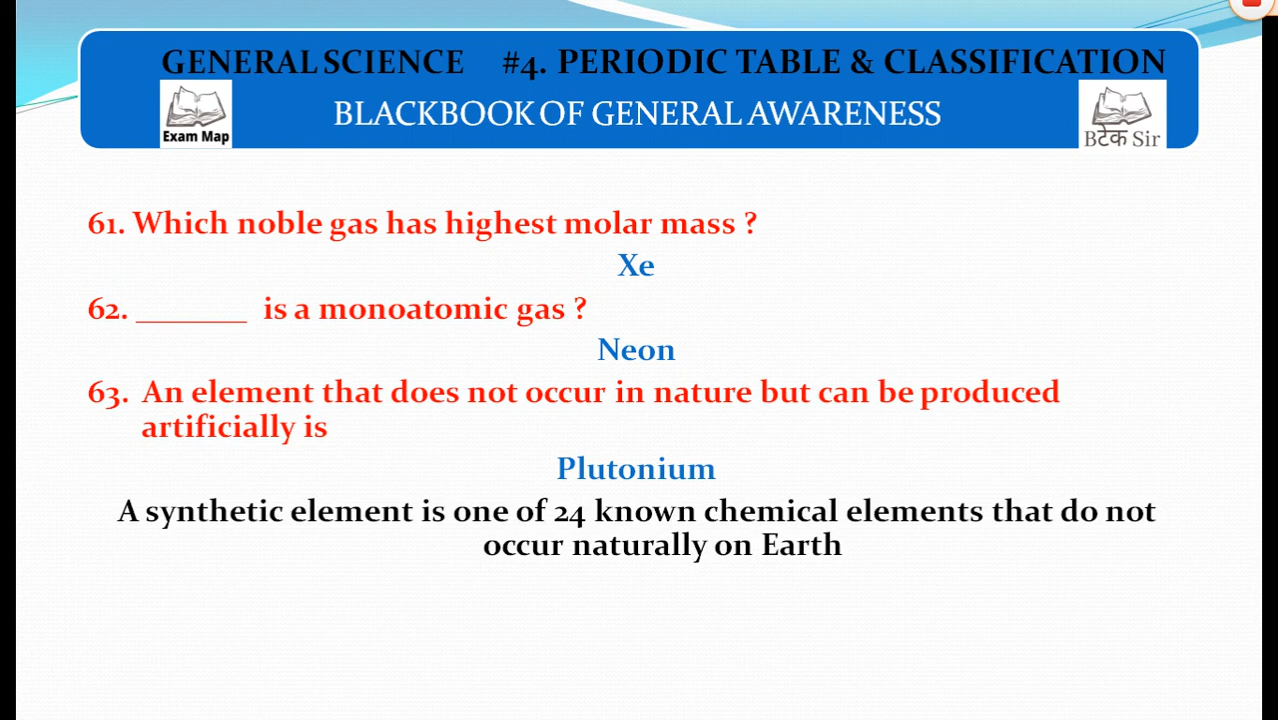 GENERAL SCIENCE #4. PERIODIC TABLE & CLASSIFICATION
BLACKBOOK OF GENERAL AWARENESS
Exam Map
Bटेक Sir
61. Which noble gas has highest molar mass ?
Xe
62. _______ is a monoatomic gas ?
Neon
63. An element that does not occur in nature but can be produced
artificially is
Plutonium
A synthetic element is one of 24 known chemical elements that do not
occur naturally on Earth